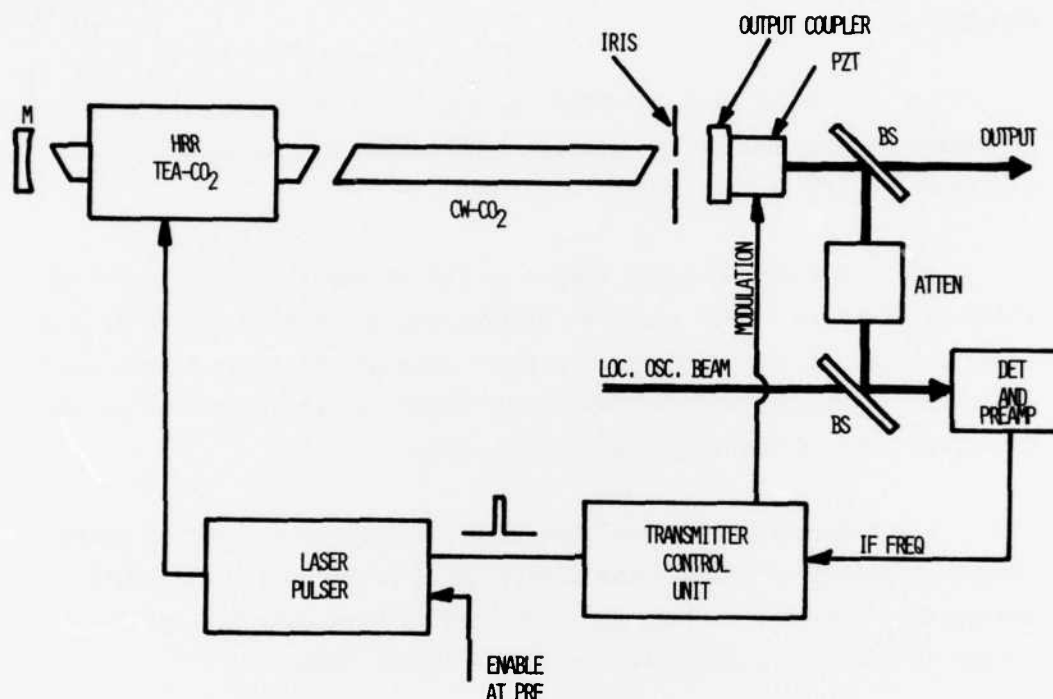 IRIS
OUTPUT COUPLER
PZT
M
HRR
TEA-CO2
CW-CO2
BS
OUTPUT
MODULATION
ATTEN
LOC. OSC. BEAM
BS
DET
AND
PREAMP
LASER
PULSER
TRANSMITTER
CONTROL
UNIT
IF FREQ
ENABLE
AT PRF